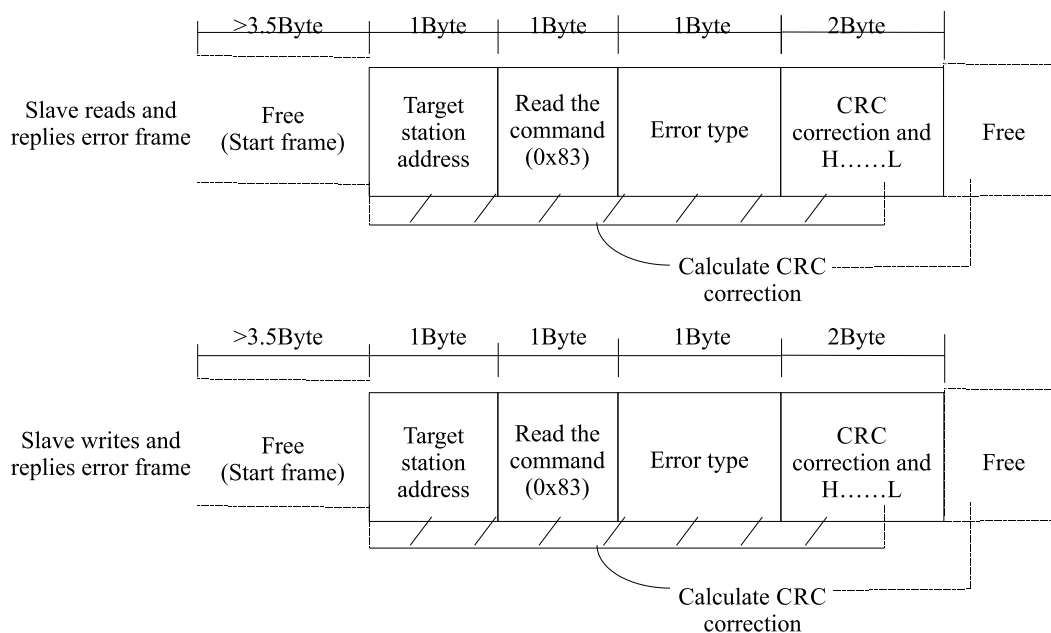 >3.5Byte 1Byte 1Byte 1Byte 2Byte
Slave reads and
replies error frame
Free
(Start frame)
Target
station
address
Read the
command
(0x83)
Error type
CRC
correction and
H……L
Free
Calculate CRC
correction
>3.5Byte 1Byte 1Byte 1Byte 2Byte
Slave writes and
replies error frame
Free
(Start frame)
Target
station
address
Read the
command
(0x83)
Error type
CRC
correction and
H……L
Free
Calculate CRC
correction